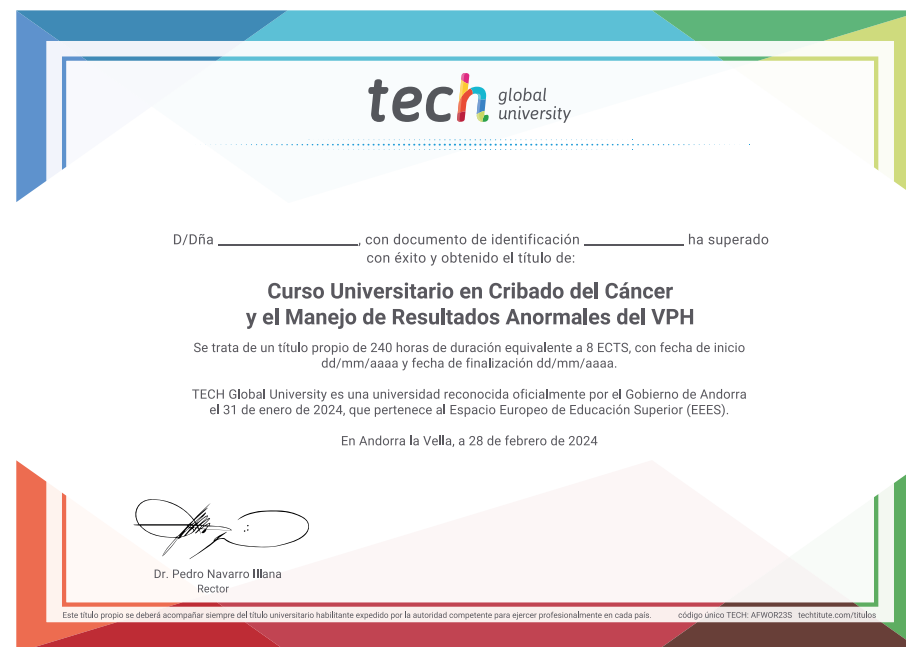 tech global university
D/Dña ____________________, con documento de identificación ______________ ha superado
con éxito y obtenido el título de:
Curso Universitario en Cribado del Cáncer
y el Manejo de Resultados Anormales del VPH
Se trata de un título propio de 240 horas de duración equivalente a 8 ECTS, con fecha de inicio
dd/mm/aaaa y fecha de finalización dd/mm/aaaa.
TECH Global University es una universidad reconocida oficialmente por el Gobierno de Andorra
el 31 de enero de 2024, que pertenece al Espacio Europeo de Educación Superior (EEES).
En Andorra la Vella, a 28 de febrero de 2024
Dr. Pedro Navarro Illana
Rector
Este título propio se deberá acompañar siempre del título universitario habilitante expedido por la autoridad competente para ejercer profesionalmente en cada país. código único TECH: AFWOR23S techtitute.com/titulos